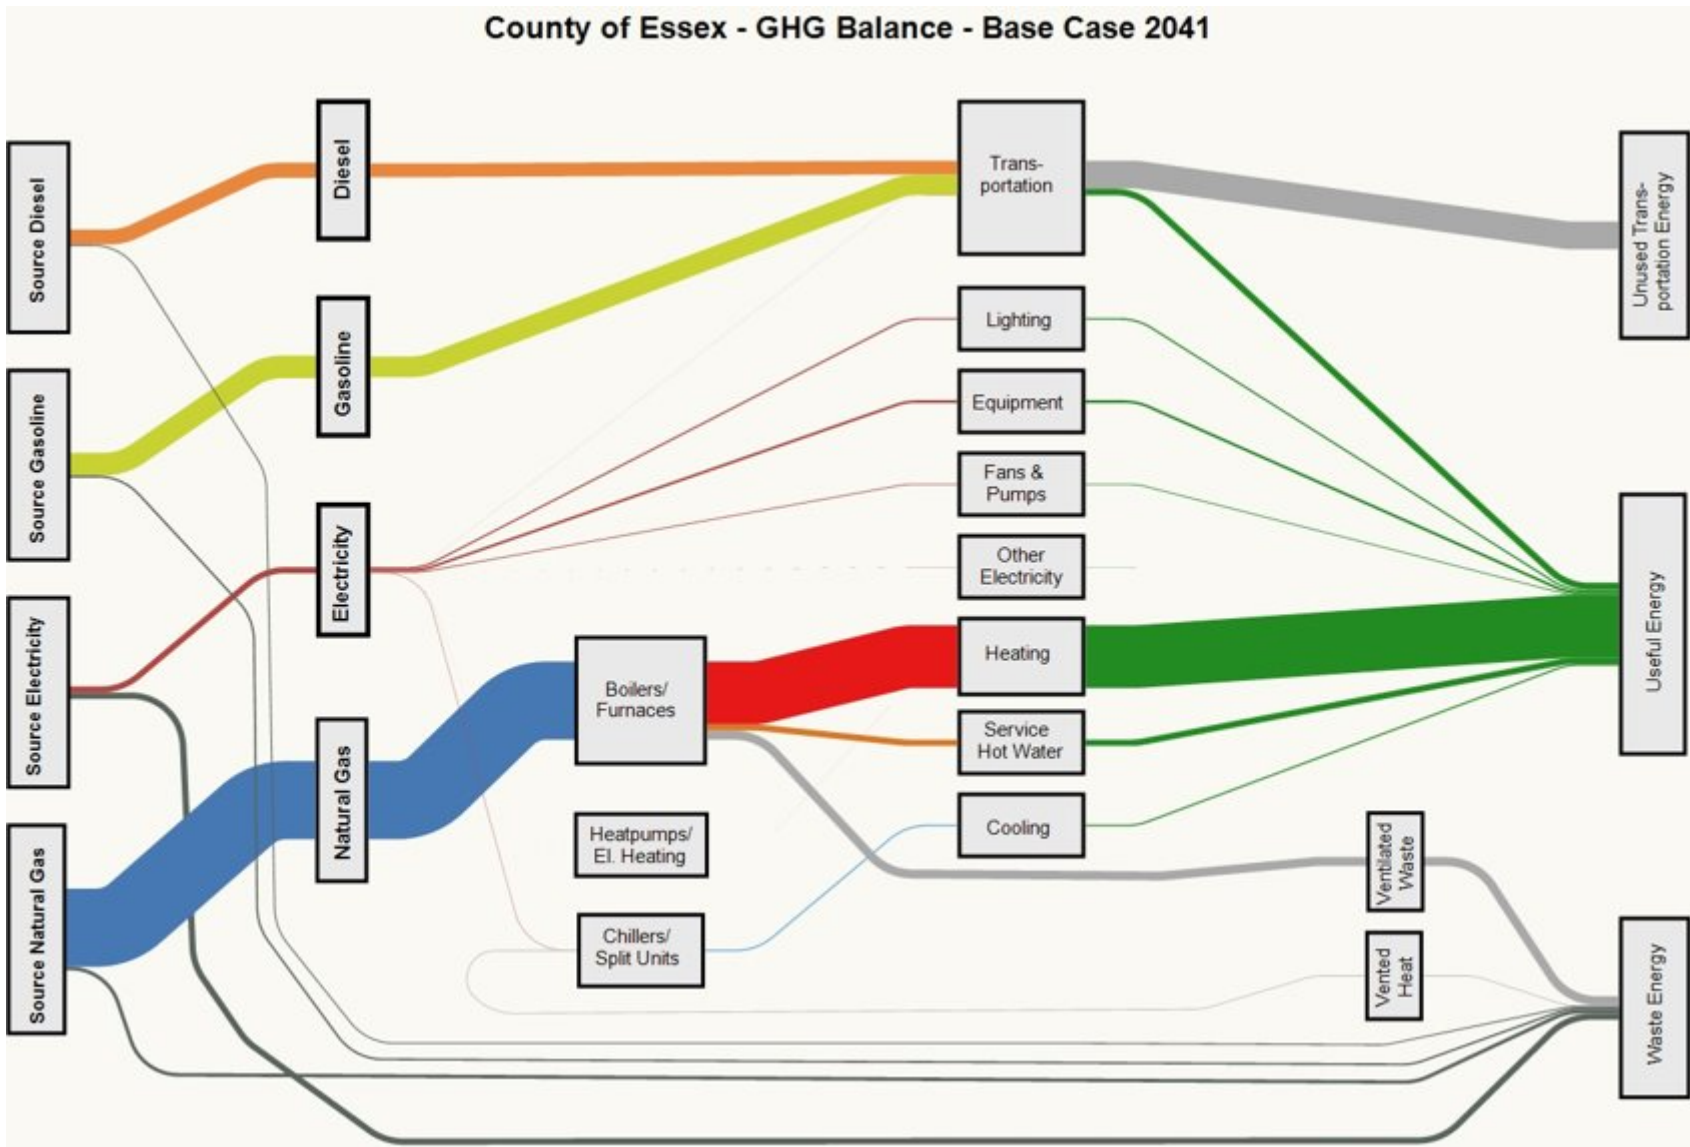 County of Essex - GHG Balance - Base Case 2041
Source Diesel
Source Gasoline
Source Electricity
Source Natural Gas
Diesel
Gasoline
Electricity
Natural Gas
Boilers/
Furnaces
Heatpumps/
El. Heating
Chillers/
Split Units
Trans-
portation
Lighting
Equipment
Fans &
Pumps
Other
Electricity
Heating
Service
Hot Water
Cooling
Ventilated
Waste
Vented
Heat
Unused Trans-
portation Energy
Useful Energy
Waste Energy